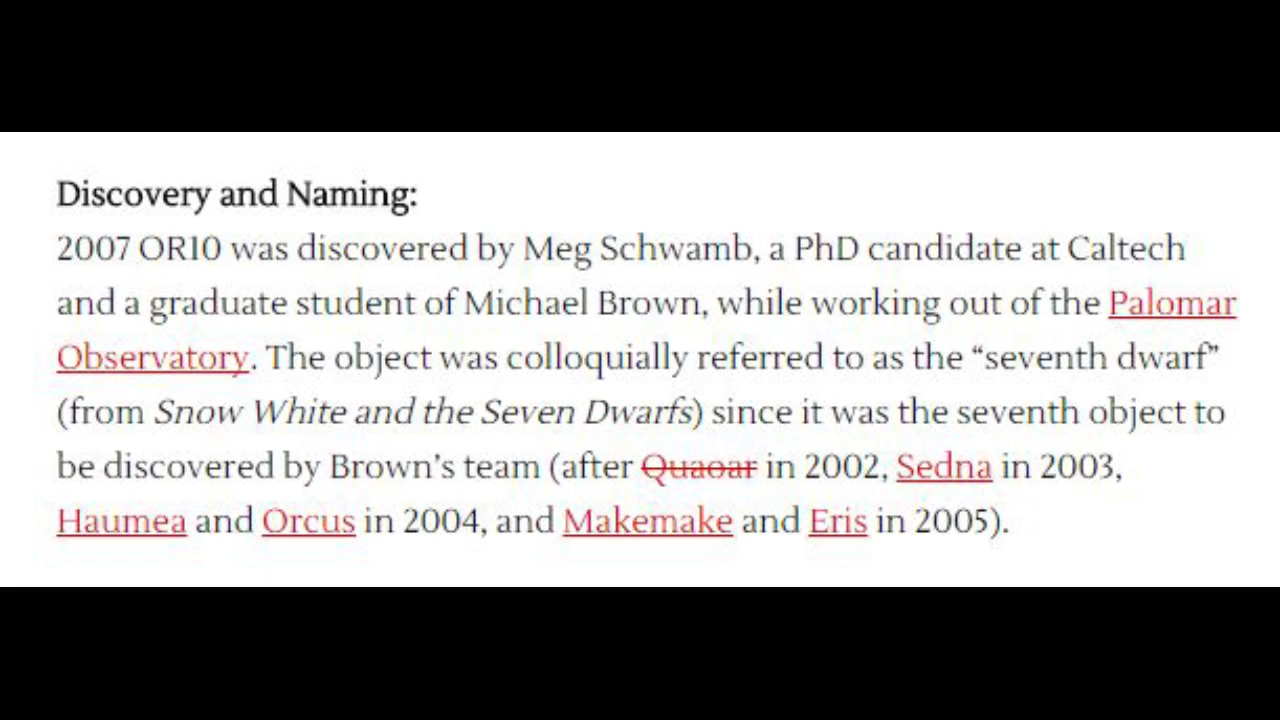 Discovery and Naming:
2007 OR10 was discovered by Meg Schwamb, a PhD candidate at Caltech
and a graduate student of Michael Brown, while working out of the Palomar
Observatory. The object was colloquially referred to as the “seventh dwarf”
(from Snow White and the Seven Dwarfs) since it was the seventh object to
be discovered by Brown’s team (after Quaoar in 2002, Sedna in 2003,
Haumea and Orcus in 2004, and Makemake and Eris in 2005).